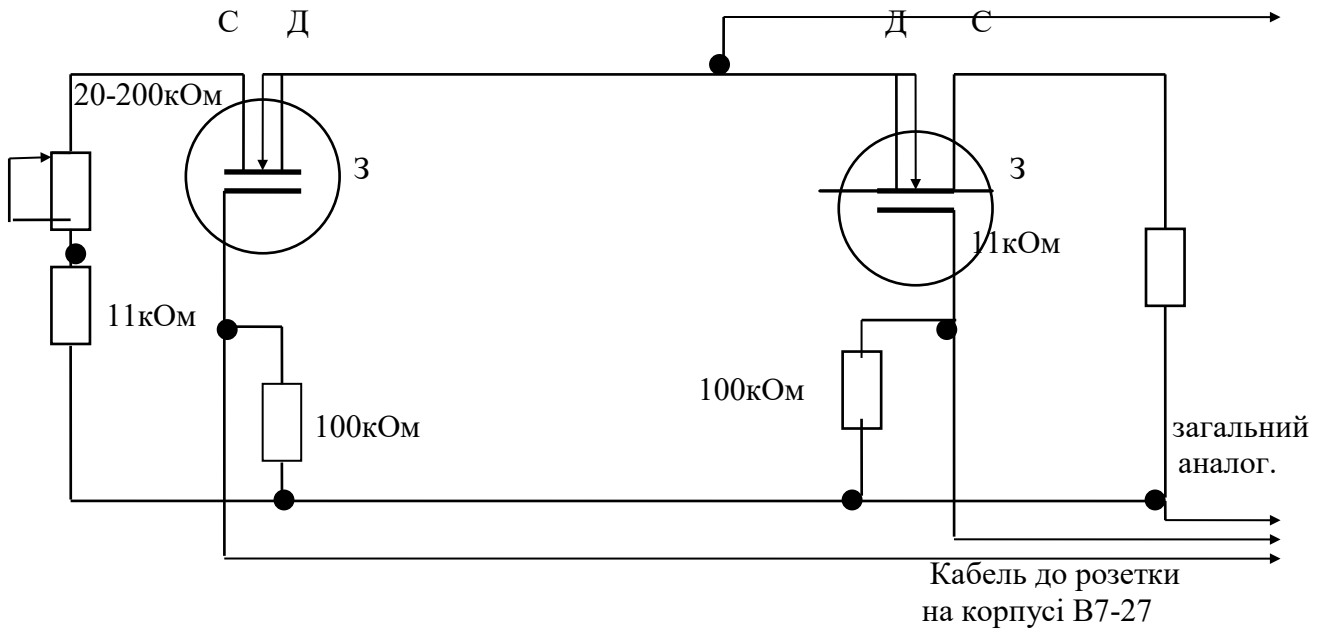 С Д
Д С
20-200кОм
З
З
11кОм
11кОм
100кОм
100кОм
загальний
аналог.
Кабель до розетки
на корпусі В7-27